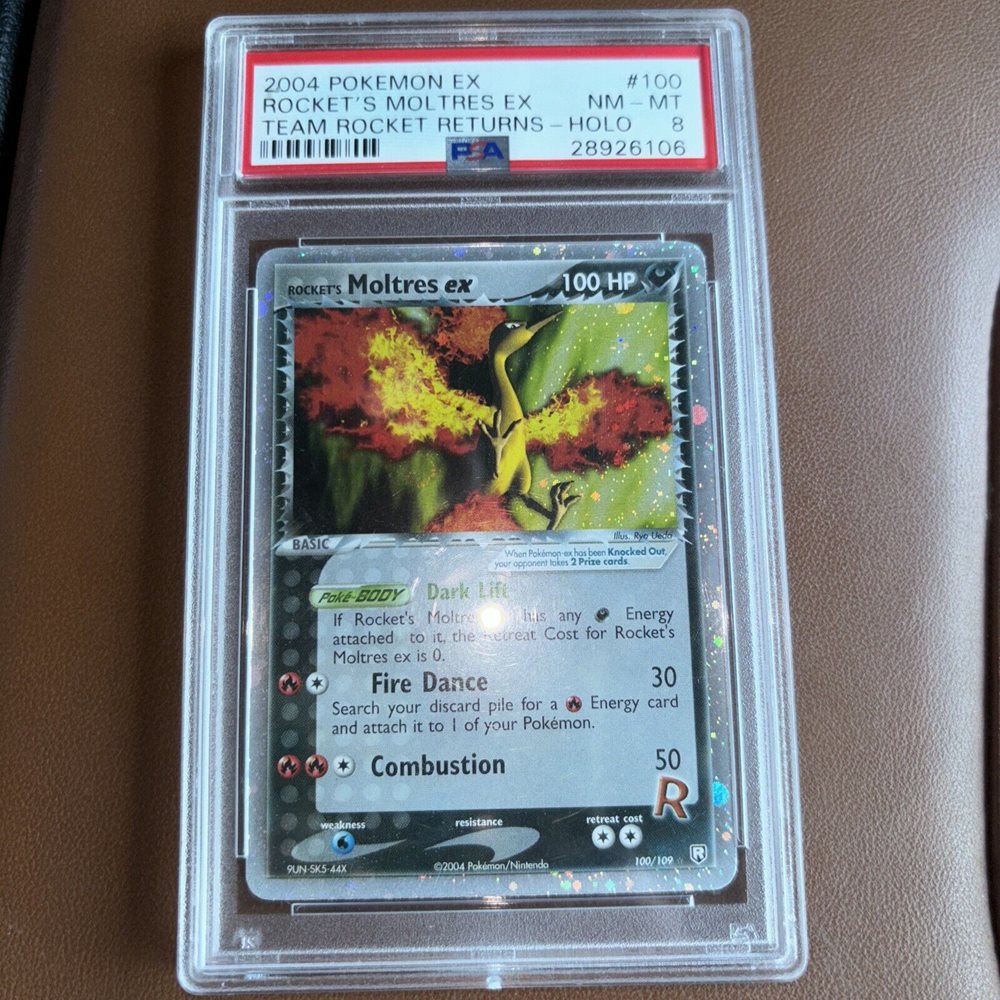 2004 POKEMON EX #100
ROCKET'S MOLTRES EX NM - MT
TEAM ROCKET RETURNS - HOLO 8
PSA 28926106
ROCKET'S Moltres ex 100 HP
Illus. Ryo Ueda
BASIC
When Pokémon-ex has been Knocked Out,
your opponent takes 2 Prize cards.
Poké-BODY Dark Lift
If Rocket's Moltres has any Energy
attached to it, the Retreat Cost for Rocket's
Moltres ex is 0.
Fire Dance 30
Search your discard pile for a Energy card
and attach it to 1 of your Pokémon.
Combustion 50
R
weakness resistance retreat cost
9UN-5K5-44X ©2004 Pokémon/Nintendo 100/109 R